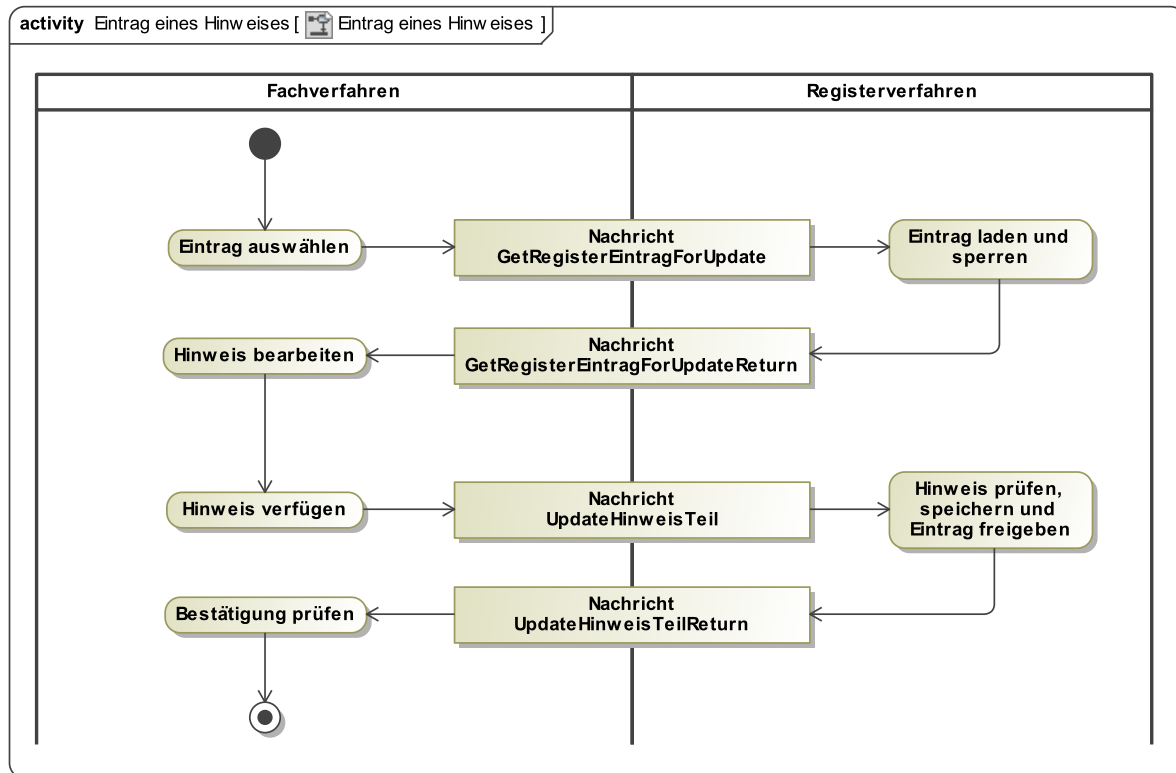 activity Eintrag eines Hinweises [ Eintrag eines Hinweises ]
Fachverfahren
Registerverfahren
Eintrag auswählen
Nachricht
GetRegisterEintragForUpdate
Eintrag laden und
sperren
Hinweis bearbeiten
Nachricht
GetRegisterEintragForUpdateReturn
Hinweis verfügen
Nachricht
UpdateHinweisTeil
Hinweis prüfen,
speichern und
Eintrag freigeben
Bestätigung prüfen
Nachricht
UpdateHinweisTeilReturn